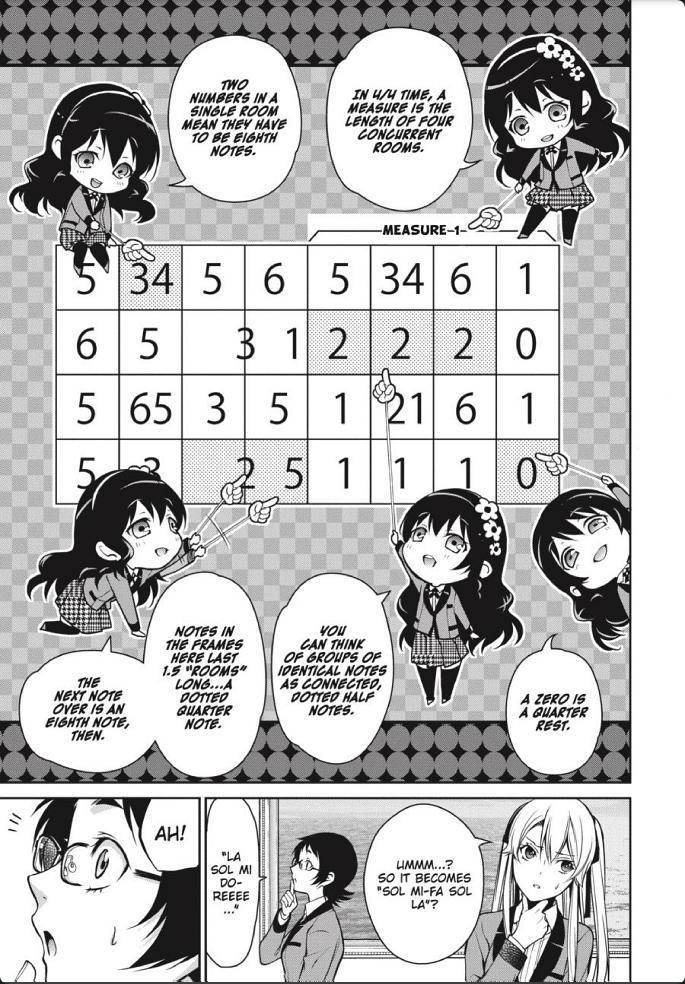 IN 4/4 TIME, A
MEASURE IS THE
LENGTH OF FOUR
CONCURRENT
ROOMS.
TWO
NUMBERS IN A
SINGLE ROOM
MEAN THEY HAVE
TO BE EIGHTH
NOTES.
MEASURE 1
5 34 5 6 5 34 6 1
6 5 3 1 2 2 2 0
5 65 3 5 1 21 6 1
5 3 2 5 1 1 1 0
A ZERO IS
A QUARTER
REST.
YOU
CAN THINK
OF GROUPS OF
IDENTICAL NOTES
AS CONNECTED,
DOTTED HALF
NOTES.
NOTES IN
THE FRAMES
HERE LAST
1.5 "ROOMS"
LONG...A
DOTTED
QUARTER
NOTE.
THE
NEXT NOTE
OVER IS AN
EIGHTH NOTE,
THEN.
UMMM...?
SO IT BECOMES
"SOL MI-FA SOL
LA"?
"LA
SOL MI
DO-
REEEE
..."
AH!